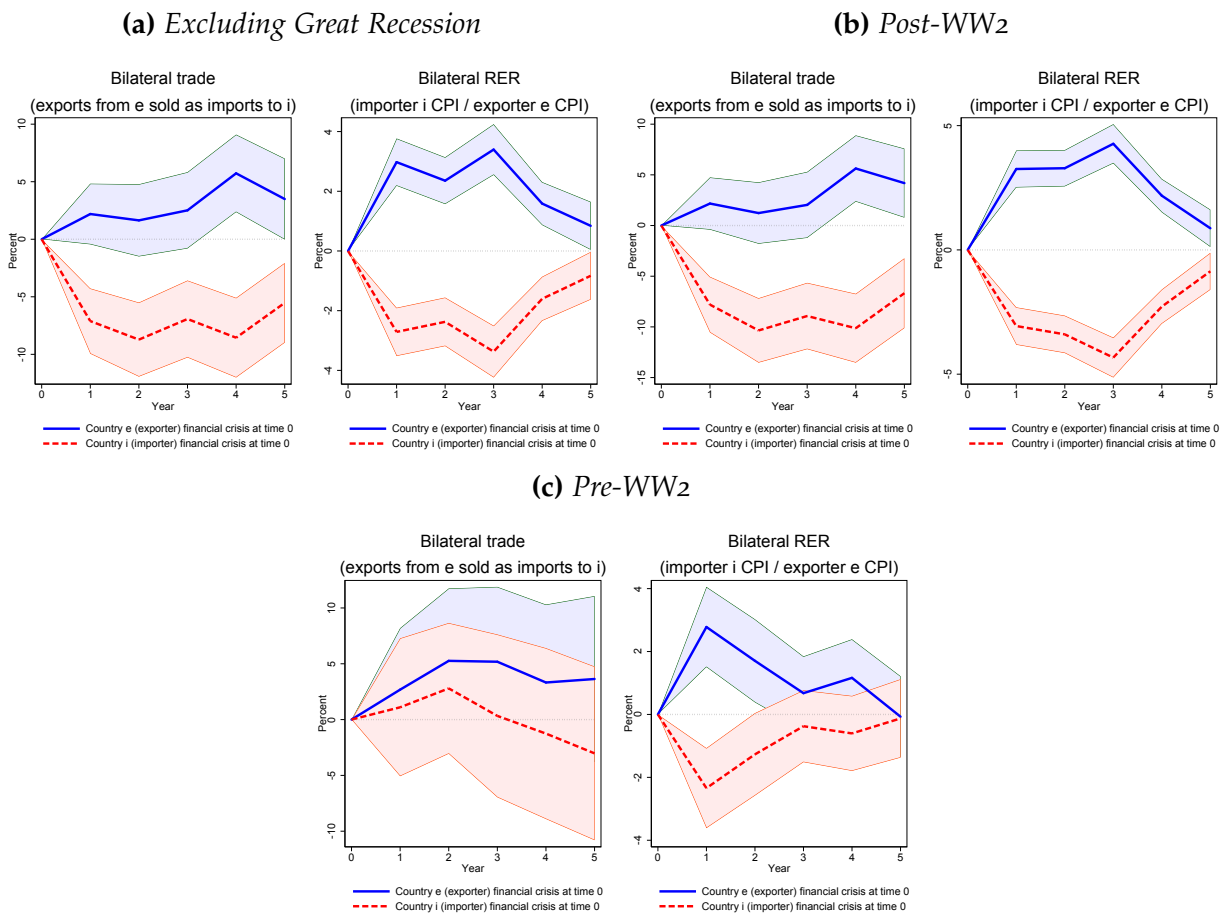 (a) Excluding Great Recession
(b) Post-WW2
Bilateral trade
(exports from e sold as imports to i)
Bilateral RER
(importer i CPI / exporter e CPI)
Bilateral trade
(exports from e sold as imports to i)
Bilateral RER
(importer i CPI / exporter e CPI)
10
5
0
-5
-10
Percent
0 1 2 3 4 5
Year
4
2
0
-2
-4
Percent
0 1 2 3 4 5
Year
10
5
0
-5
-10
-15
Percent
0 1 2 3 4 5
Year
5
0
-5
Percent
0 1 2 3 4 5
Year
Country e (exporter) financial crisis at time 0
Country i (importer) financial crisis at time 0
Country e (exporter) financial crisis at time 0
Country i (importer) financial crisis at time 0
Country e (exporter) financial crisis at time 0
Country i (importer) financial crisis at time 0
Country e (exporter) financial crisis at time 0
Country i (importer) financial crisis at time 0
(c) Pre-WW2
Bilateral trade
(exports from e sold as imports to i)
Bilateral RER
(importer i CPI / exporter e CPI)
10
5
0
-5
-10
Percent
0 1 2 3 4 5
Year
4
2
0
-2
-4
Percent
0 1 2 3 4 5
Year
Country e (exporter) financial crisis at time 0
Country i (importer) financial crisis at time 0
Country e (exporter) financial crisis at time 0
Country i (importer) financial crisis at time 0